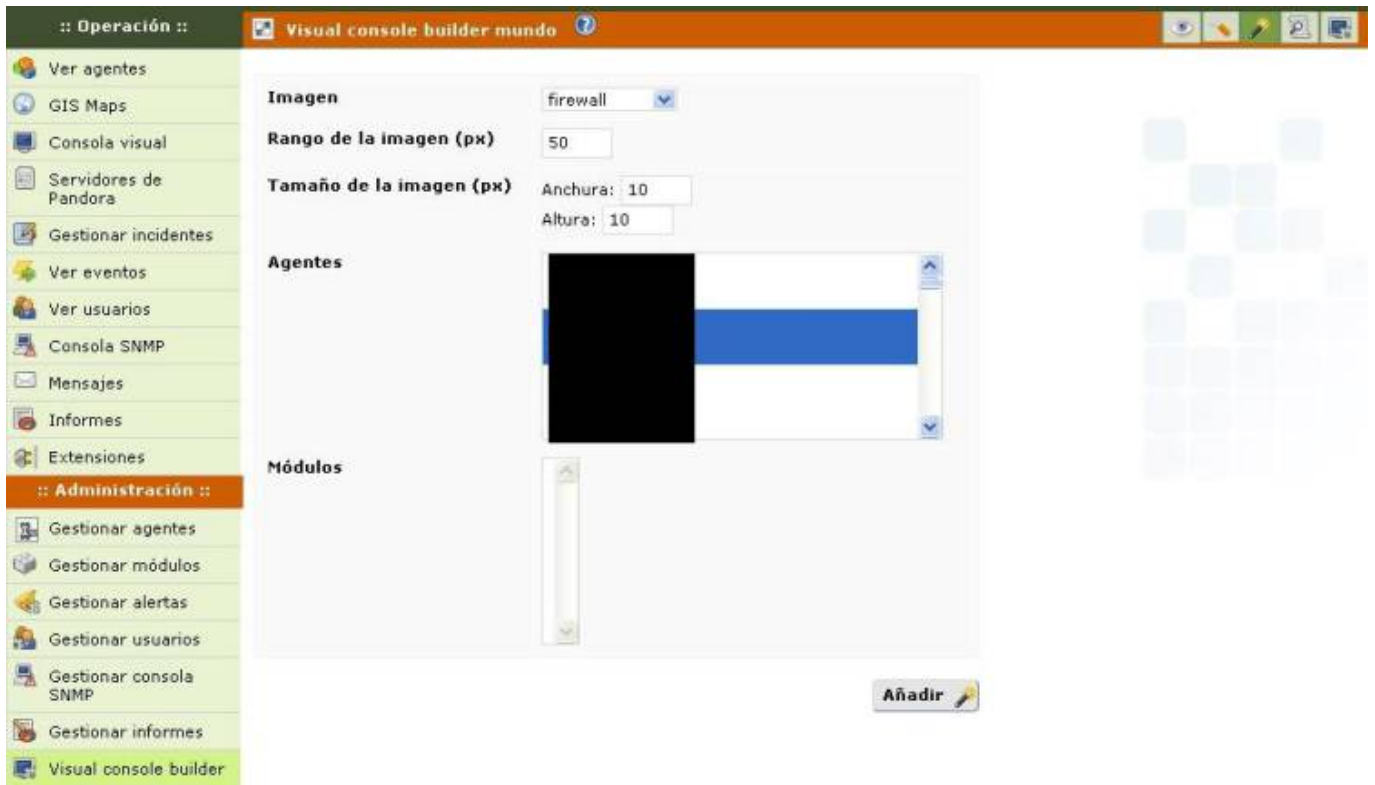 :: Operación ::
Ver agentes
GIS Maps
Consola visual
Servidores de
Pandora
Gestionar incidentes
Ver eventos
Ver usuarios
Consola SNMP
Mensajes
Informes
Extensiones
:: Administración ::
Gestionar agentes
Gestionar módulos
Gestionar alertas
Gestionar usuarios
Gestionar consola
SNMP
Gestionar informes
Visual console builder
Visual console builder mundo ?
Imagen firewall
Rango de la imagen (px) 50
Tamaño de la imagen (px) Anchura: 10
Altura: 10
Agentes
Módulos
Añadir